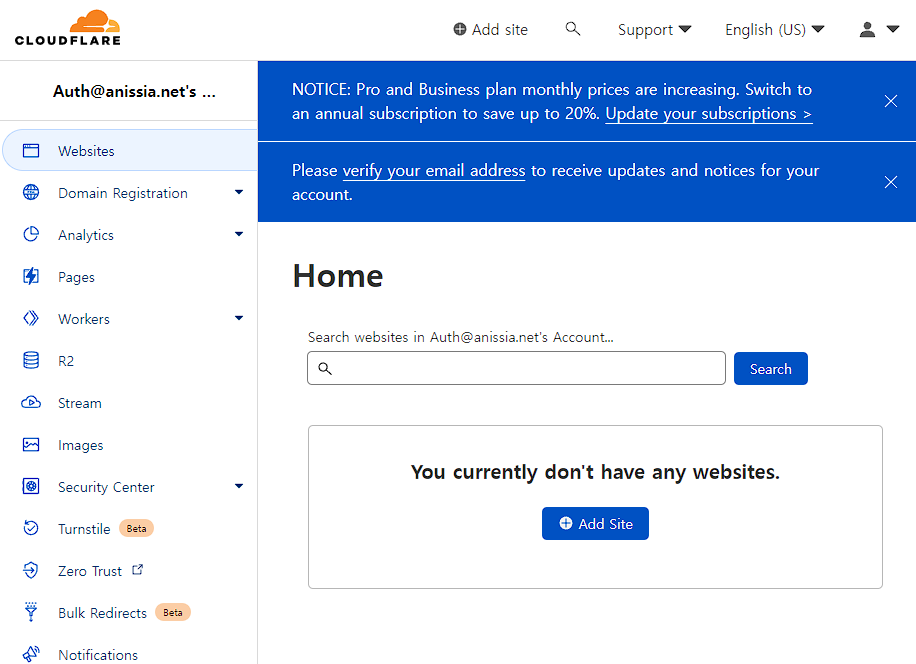 CLOUDFLARE
Add site
Support
English (US)
Auth@anissia.net's ...
Websites
Domain Registration
Analytics
Pages
Workers
R2
Stream
Images
Security Center
Turnstile Beta
Zero Trust
Bulk Redirects Beta
Notifications
NOTICE: Pro and Business plan monthly prices are increasing. Switch to
an annual subscription to save up to 20%. Update your subscriptions >
Please verify your email address to receive updates and notices for your
account.
Home
Search websites in Auth@anissia.net's Account...
Search
You currently don't have any websites.
Add Site